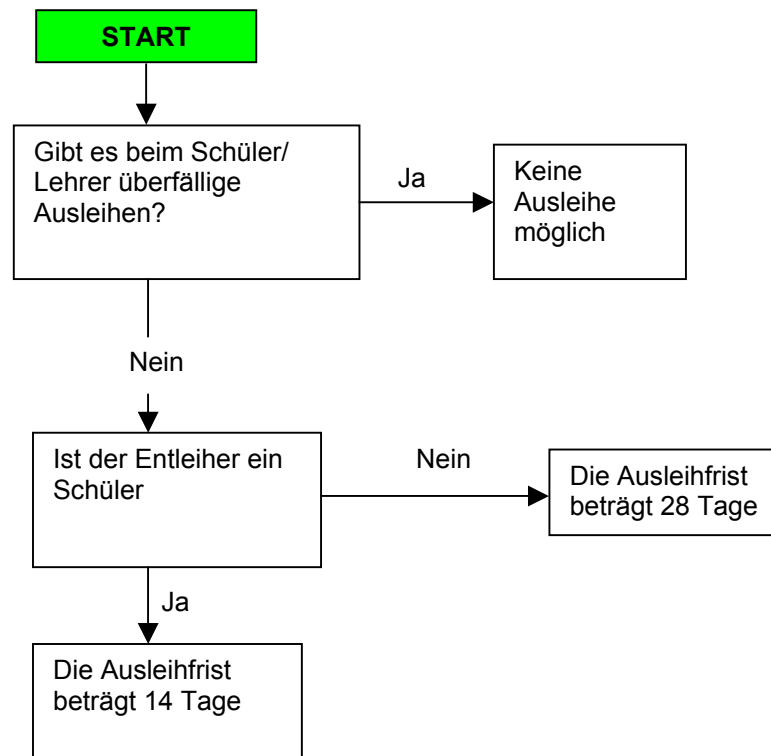 START
Gibt es beim Schüler/
Lehrer überfällige
Ausleihen?
Ja
Keine
Ausleihe
möglich
Nein
Ist der Entleiher ein
Schüler
Nein
Die Ausleihfrist
beträgt 28 Tage
Ja
Die Ausleihfrist
beträgt 14 Tage